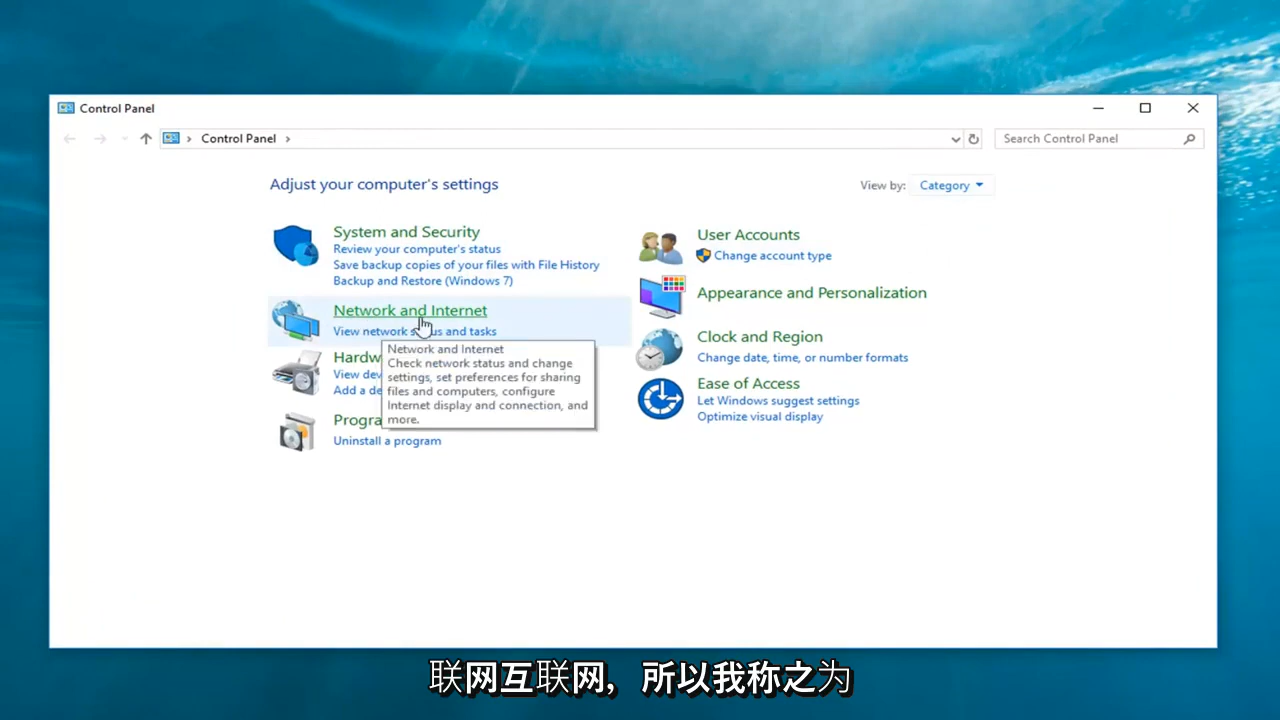 Control Panel
Control Panel
Search Control Panel
Adjust your computer's settings
View by:
Category
System and Security
Review your computer's status
Save backup copies of your files with File History
Backup and Restore (Windows 7)
Network and Internet
View network status and tasks
Network and Internet
Check network status and change
settings, set preferences for sharing
files and computers, configure
Internet display and connection, and
more.
Uninstall a program
User Accounts
Change account type
Appearance and Personalization
Clock and Region
Change date, time, or number formats
Ease of Access
Let Windows suggest settings
Optimize visual display
联网互联网，所以我称之为